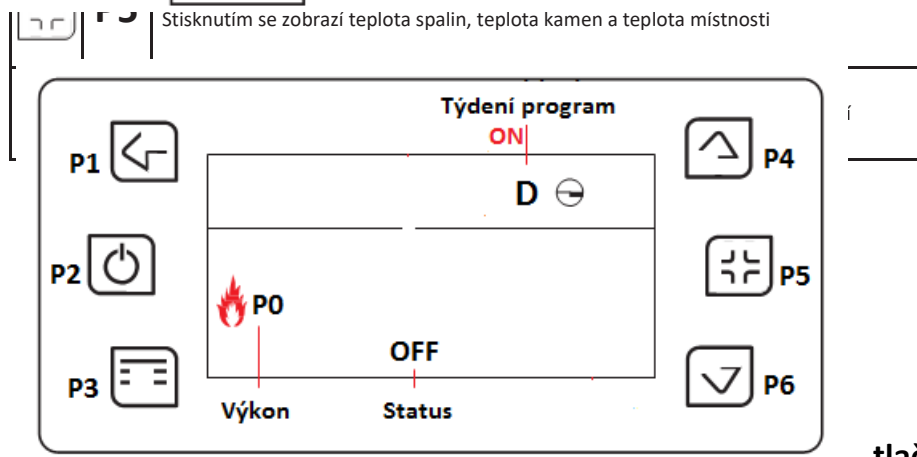 P5
Stisknutím se zobrazí teplota spalin, teplota kamen a teplota místnosti
í
Týdení program
ON
P1
P4
D
P2
P5
P0
OFF
P3
P6
Výkon
Status
tlač